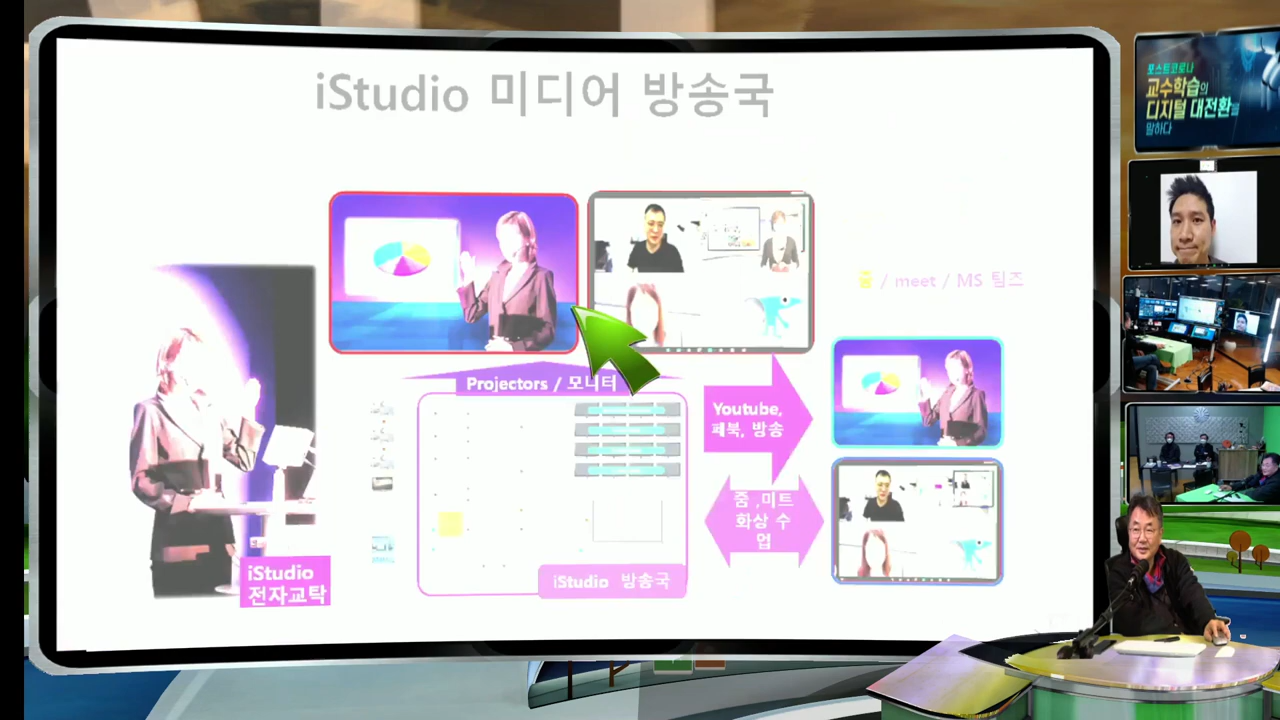 iStudio 미디어 방송국
포스트코로나
교수학습의
디지털 대전환을
말하다
줌 / meet / MS 팀즈
Projectors / 모니터
Youtube,
페북, 방송
줌 ,미트
화상 수
업
iStudio
전자교탁
iStudio 방송국